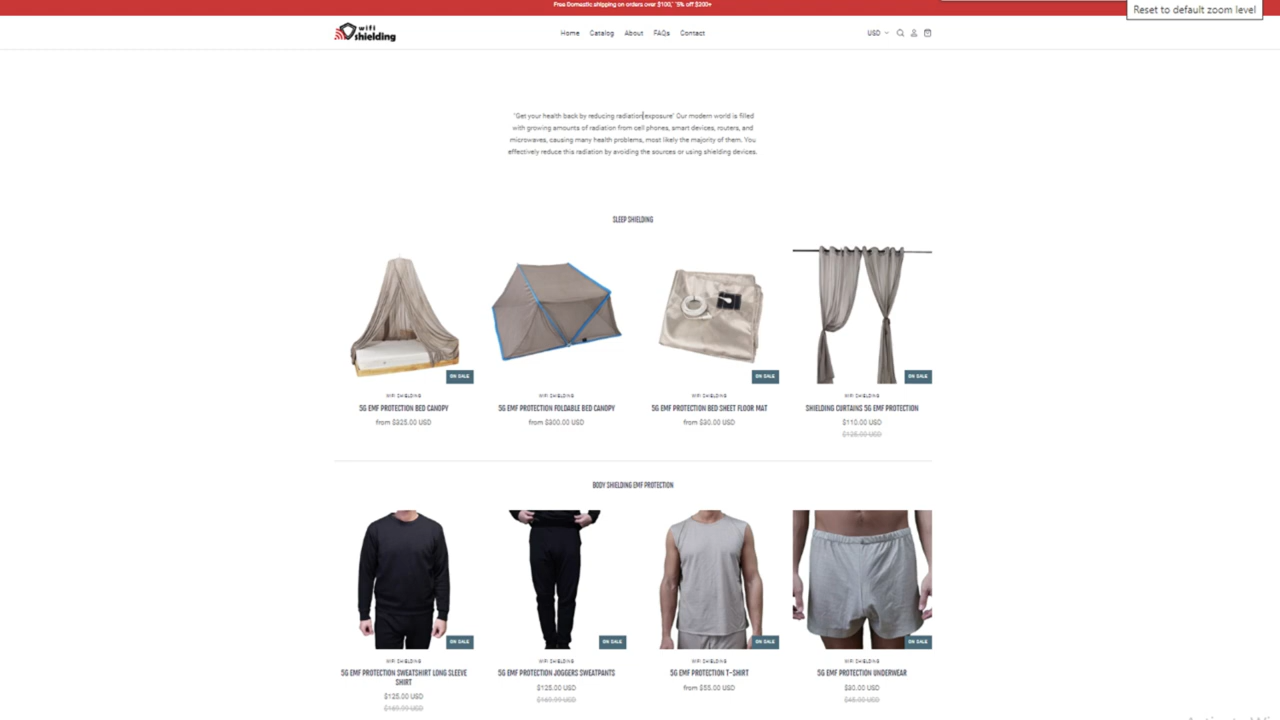 Free Domestic shipping on orders over $100," "5% off $200+
Reset to default zoom level
wifi
shielding
Home Catalog About FAQs Contact
USD
"Get your health back by reducing radiation exposure" Our modern world is filled
with growing amounts of radiation from cell phones, smart devices, routers, and
microwaves, causing many health problems, most likely the majority of them. You
effectively reduce this radiation by avoiding the sources or using shielding devices.
SLEEP SHIELDING
ON SALE ON SALE ON SALE
WIFI SHIELDING WIFI SHIELDING WIFI SHIELDING WIFI SHIELDING
5G EMF PROTECTION BED CANOPY 5G EMF PROTECTION FOLDABLE BED CANOPY 5G EMF PROTECTION BED SHEET FLOOR MAT SHIELDING CURTAINS 5G EMF PROTECTION
from $325.00 USD from $300.00 USD from $30.00 USD $110.00 USD
$125.00 USD
BODY SHIELDING EMF PROTECTION
ON SALE ON SALE ON SALE ON SALE
WIFI SHIELDING WIFI SHIELDING WIFI SHIELDING WIFI SHIELDING
5G EMF PROTECTION SWEATSHIRT LONG SLEEVE 5G EMF PROTECTION JOGGERS SWEATPANTS 5G EMF PROTECTION T-SHIRT 5G EMF PROTECTION UNDERWEAR
SHIRT
$125.00 USD $125.00 USD from $55.00 USD $30.00 USD
$169.99 USD $169.99 USD $45.00 USD